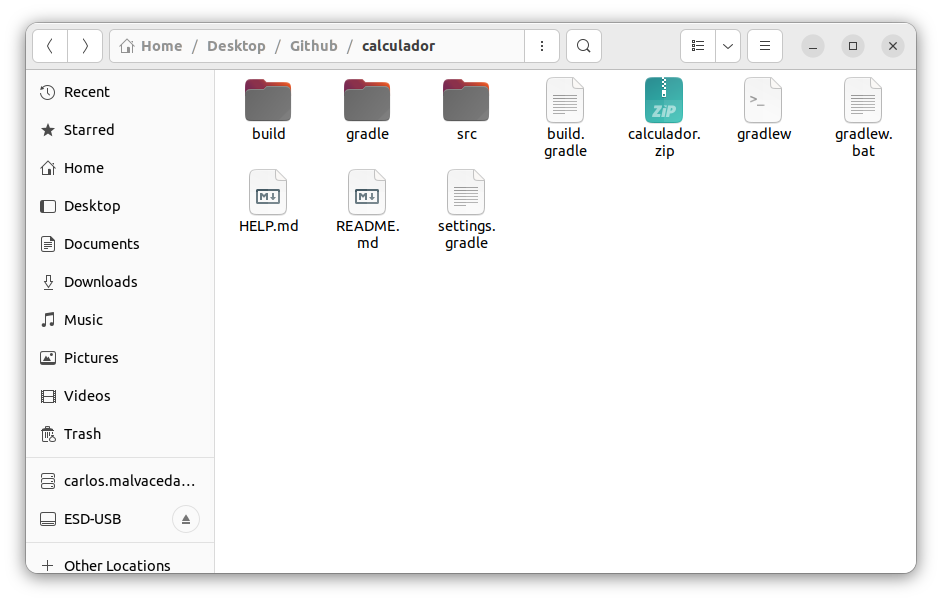 Home / Desktop / Github / calculador
Recent
Starred
Home
Desktop
Documents
Downloads
Music
Pictures
Videos
Trash
carlos.malvaceda...
ESD-USB
Other Locations
build
gradle
src
build.
gradle
ZiP
calculador.
zip
>_
gradlew
gradlew.
bat
M
HELP.md
M
README.
md
settings.
gradle